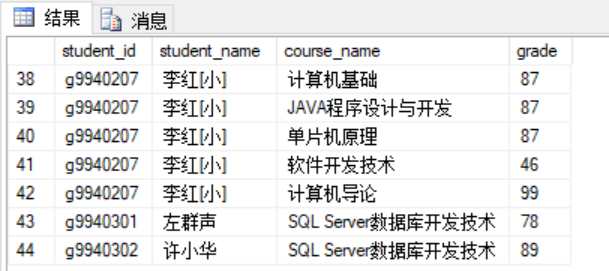 结果 消息
student_id student_name course_name grade
38 g9940207 李红[小] 计算机基础 87
39 g9940207 李红[小] JAVA程序设计与开发 87
40 g9940207 李红[小] 单片机原理 87
41 g9940207 李红[小] 软件开发技术 46
42 g9940207 李红[小] 计算机导论 99
43 g9940301 左群声 SQL Server数据库开发技术 78
44 g9940302 许小华 SQL Server数据库开发技术 89